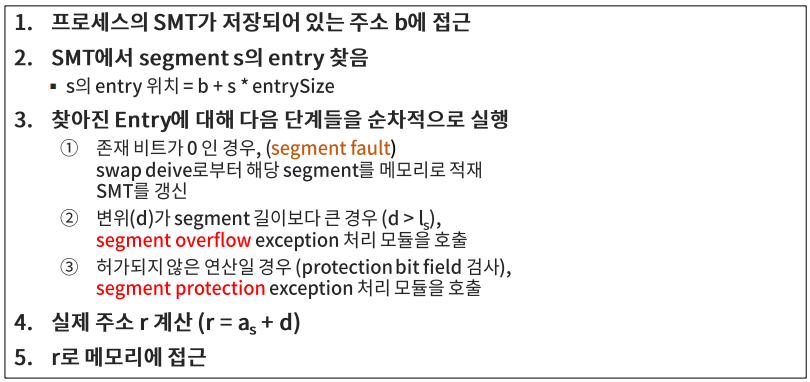 1. 프로세스의 SMT가 저장되어 있는 주소 b에 접근
2. SMT에서 segment s의 entry 찾음
▪ s의 entry 위치 = b + s * entrySize
3. 찾아진 Entry에 대해 다음 단계들을 순차적으로 실행
① 존재 비트가 0 인 경우, (segment fault)
swap deive로부터 해당 segment를 메모리로 적재
SMT를 갱신
② 변위(d)가 segment 길이보다 큰 경우 (d > ls),
segment overflow exception 처리 모듈을 호출
③ 허가되지 않은 연산일 경우 (protection bit field 검사),
segment protection exception 처리 모듈을 호출
4. 실제 주소 r 계산 (r = as + d)
5. r로 메모리에 접근